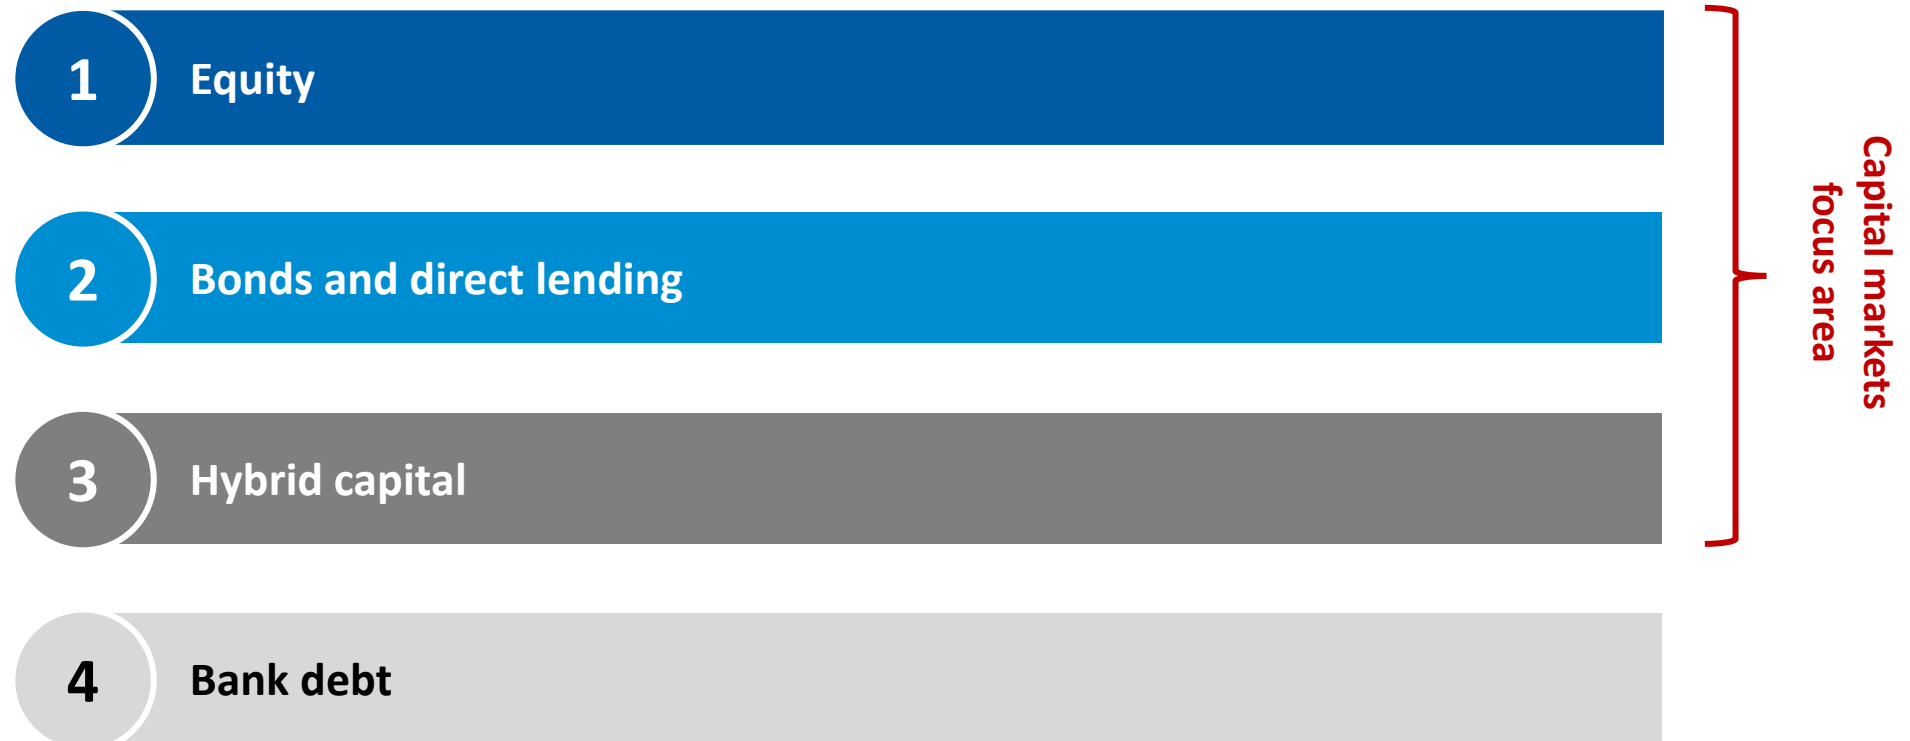 1
Equity
2
Bonds and direct lending
3
Hybrid capital
4
Bank debt
Capital markets
focus area